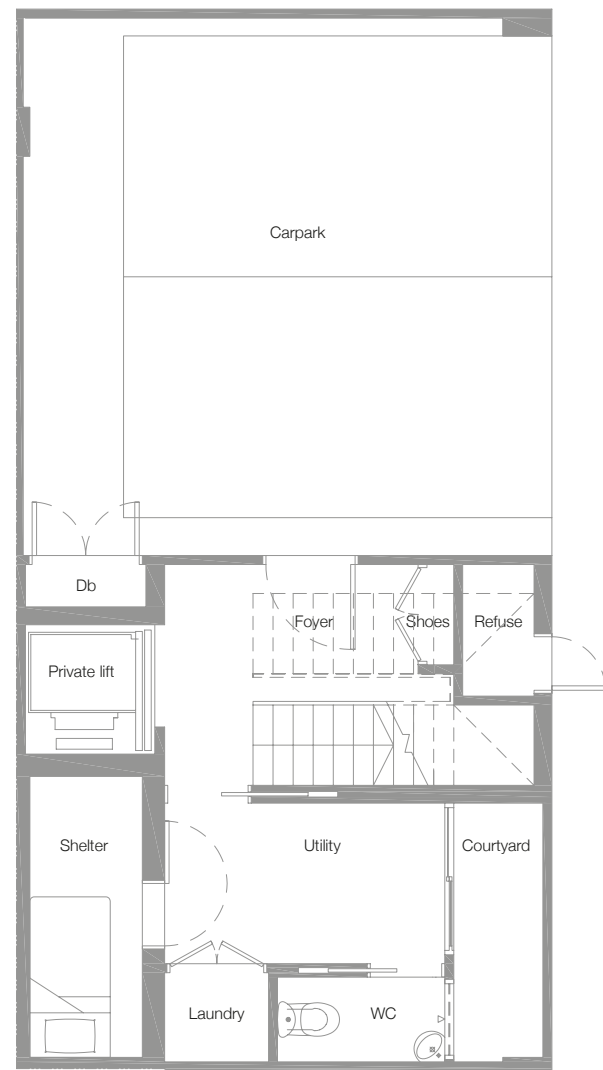 Carpark
Db
Foyer
Shoes
Refuse
Private lift
Shelter
Utility
Courtyard
Laundry
WC